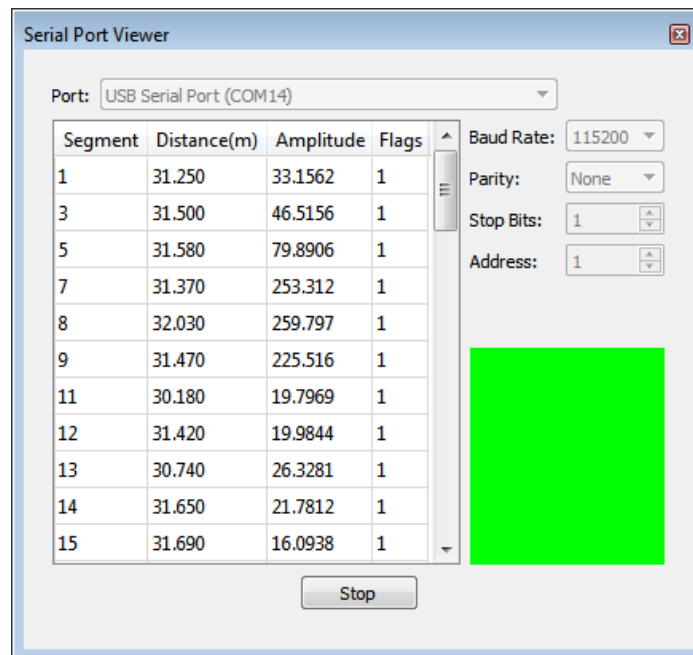 Serial Port Viewer
Port: USB Serial Port (COM14)
Segment Distance(m) Amplitude Flags
1 31.250 33.1562 1
3 31.500 46.5156 1
5 31.580 79.8906 1
7 31.370 253.312 1
8 32.030 259.797 1
9 31.470 225.516 1
11 30.180 19.7969 1
12 31.420 19.9844 1
13 30.740 26.3281 1
14 31.650 21.7812 1
15 31.690 16.0938 1
Baud Rate: 115200
Parity: None
Stop Bits: 1
Address: 1
Stop